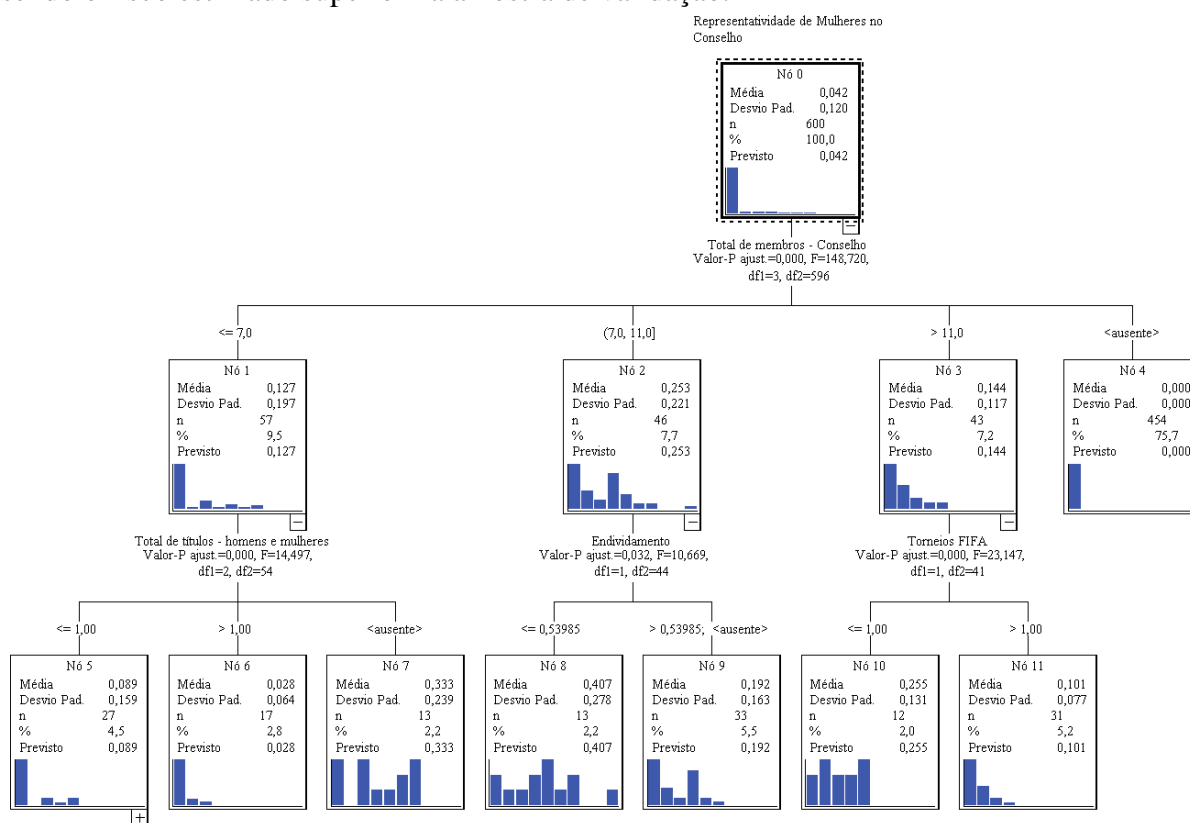 Representatividade de Mulheres no
Conselho
Nó 0
Média 0,042
Desvio Pad. 0,120
n 600
% 100,0
Previsto 0,042
Total de membros - Conselho
Valor-P ajust.=0,000, F=148,720,
df1=3, df2=596
<= 7,0
(7,0, 11,0]
> 11,0
<ausente>
Nó 1
Média 0,127
Desvio Pad. 0,197
n 57
% 9,5
Previsto 0,127
Nó 2
Média 0,253
Desvio Pad. 0,221
n 46
% 7,7
Previsto 0,253
Nó 3
Média 0,144
Desvio Pad. 0,117
n 43
% 7,2
Previsto 0,144
Nó 4
Média 0,000
Desvio Pad. 0,000
n 454
% 75,7
Previsto 0,000
Total de títulos - homens e mulheres
Valor-P ajust.=0,000, F=14,497,
df1=2, df2=54
Endividamento
Valor-P ajust.=0,032, F=10,669,
df1=1, df2=44
Torneios FIFA
Valor-P ajust.=0,000, F=23,147,
df1=1, df2=41
<= 1,00
> 1,00
<ausente>
<= 0,53985
> 0,53985; <ausente>
<= 1,00
> 1,00
Nó 5
Média 0,089
Desvio Pad. 0,159
n 27
% 4,5
Previsto 0,089
Nó 6
Média 0,028
Desvio Pad. 0,064
n 17
% 2,8
Previsto 0,028
Nó 7
Média 0,333
Desvio Pad. 0,239
n 13
% 2,2
Previsto 0,333
Nó 8
Média 0,407
Desvio Pad. 0,278
n 13
% 2,2
Previsto 0,407
Nó 9
Média 0,192
Desvio Pad. 0,163
n 33
% 5,5
Previsto 0,192
Nó 10
Média 0,255
Desvio Pad. 0,131
n 12
% 2,0
Previsto 0,255
Nó 11
Média 0,101
Desvio Pad. 0,077
n 31
% 5,2
Previsto 0,101